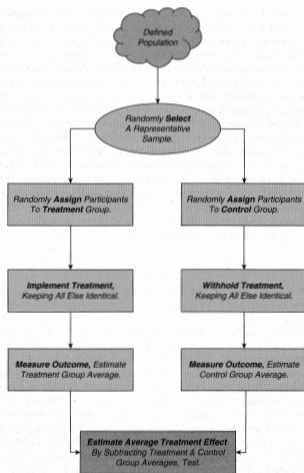 Defined
Population
Randomly Select
A Representative
Sample.
Randomly Assign Participants
To Treatment Group.
Randomly Assign Participants
To Control Group.
Implement Treatment,
Keeping All Else Identical.
Withhold Treatment,
Keeping All Else Identical.
Measure Outcome, Estimate
Treatment Group Average.
Measure Outcome, Estimate
Control Group Average.
Estimate Average Treatment Effect
By Subtracting Treatment & Control
Group Averages, Test.